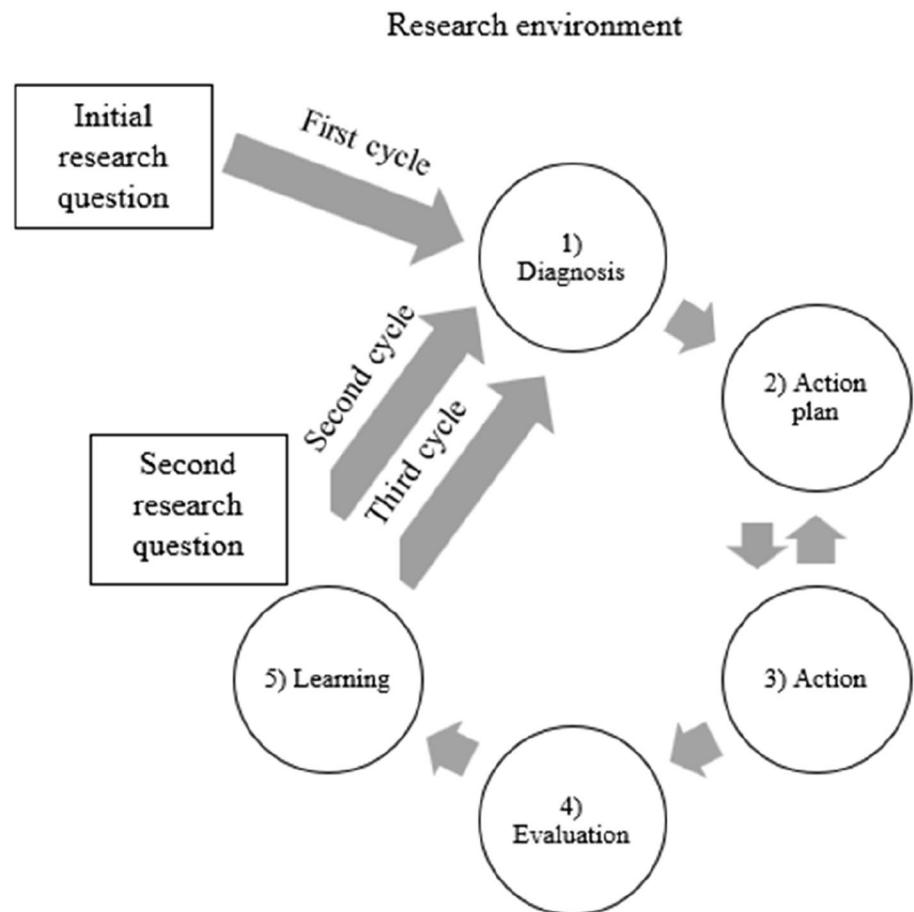 Research environment
Initial
research
question
First cycle
1)
Diagnosis
Second cycle
Third cycle
2) Action
plan
Second
research
question
5) Learning
3) Action
4)
Evaluation